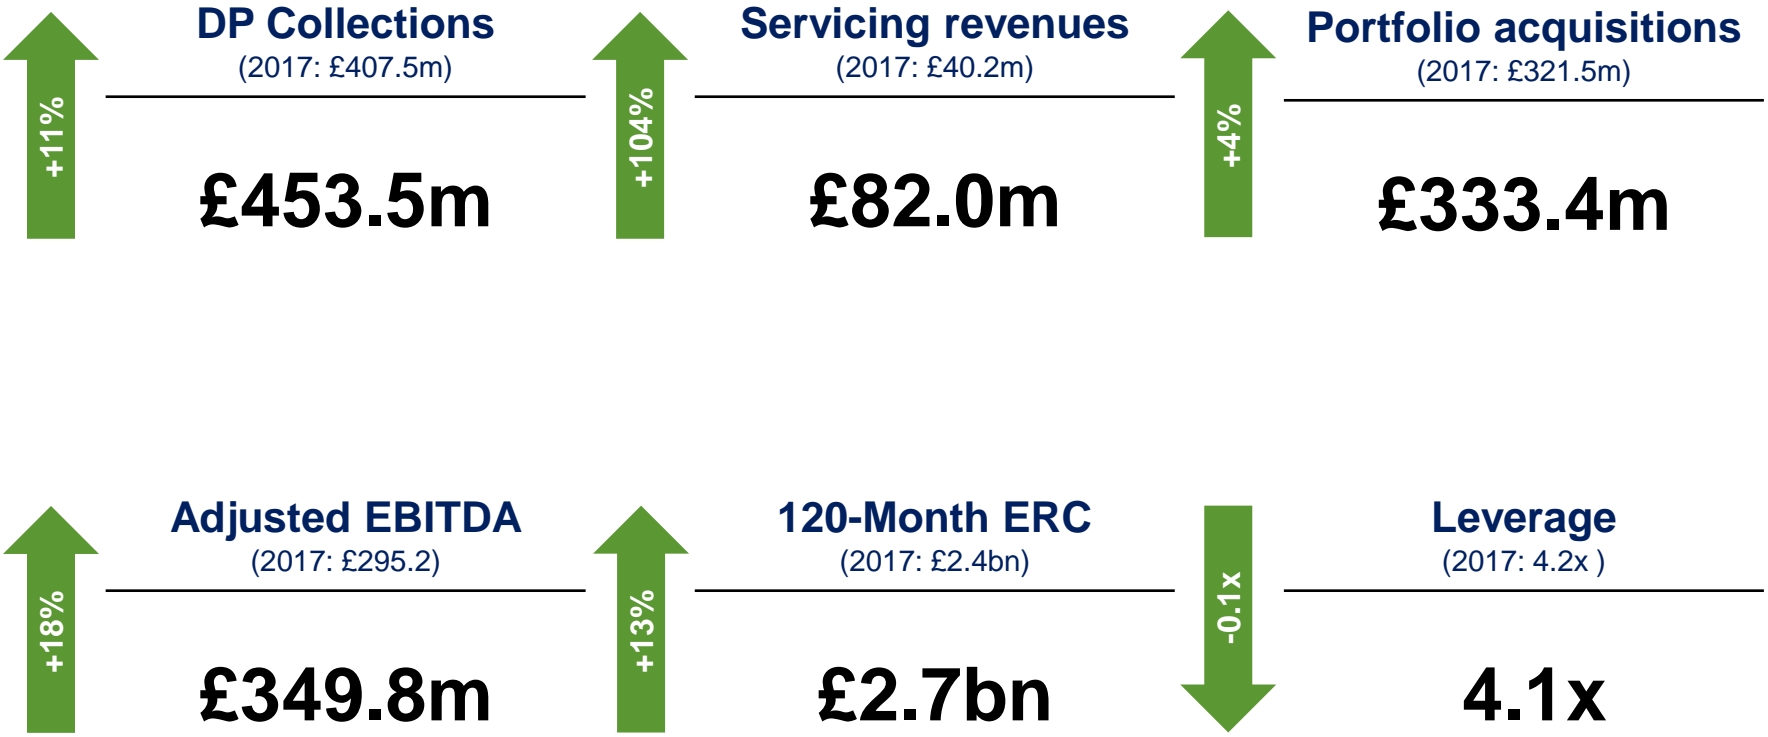 DP Collections
(2017: £407.5m)
+11%
£453.5m
Servicing revenues
(2017: £40.2m)
+104%
£82.0m
Portfolio acquisitions
(2017: £321.5m)
+4%
£333.4m
Adjusted EBITDA
(2017: £295.2)
+18%
£349.8m
120-Month ERC
(2017: £2.4bn)
+13%
£2.7bn
Leverage
(2017: 4.2x )
-0.1x
4.1x